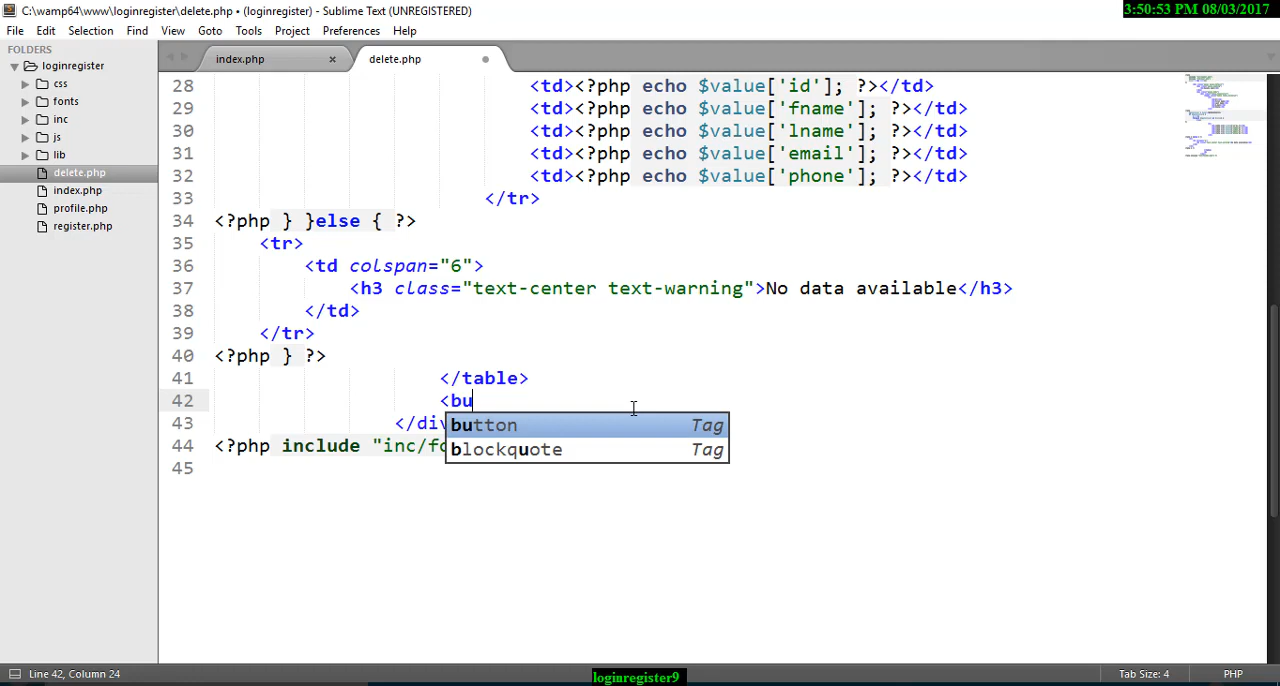 C:\wamp64\www\loginregister\delete.php • (loginregister) - Sublime Text (UNREGISTERED)
3:50:53 PM 08/03/2017
File Edit Selection Find View Goto Tools Project Preferences Help
FOLDERS
loginregister
css
fonts
inc
js
lib
delete.php
index.php
profile.php
register.php
index.php × delete.php
28 <td><?php echo $value['id']; ?></td>
29 <td><?php echo $value['fname']; ?></td>
30 <td><?php echo $value['lname']; ?></td>
31 <td><?php echo $value['email']; ?></td>
32 <td><?php echo $value['phone']; ?></td>
33 </tr>
34 <?php } }else { ?>
35 <tr>
36 <td colspan="6">
37 <h3 class="text-center text-warning">No data available</h3>
38 </td>
39 </tr>
40 <?php } ?>
41 </table>
42 <bu
43 </div
44 <?php include "inc/fo
45
button Tag
blockquote Tag
Line 42, Column 24
loginregister9
Tab Size: 4
PHP